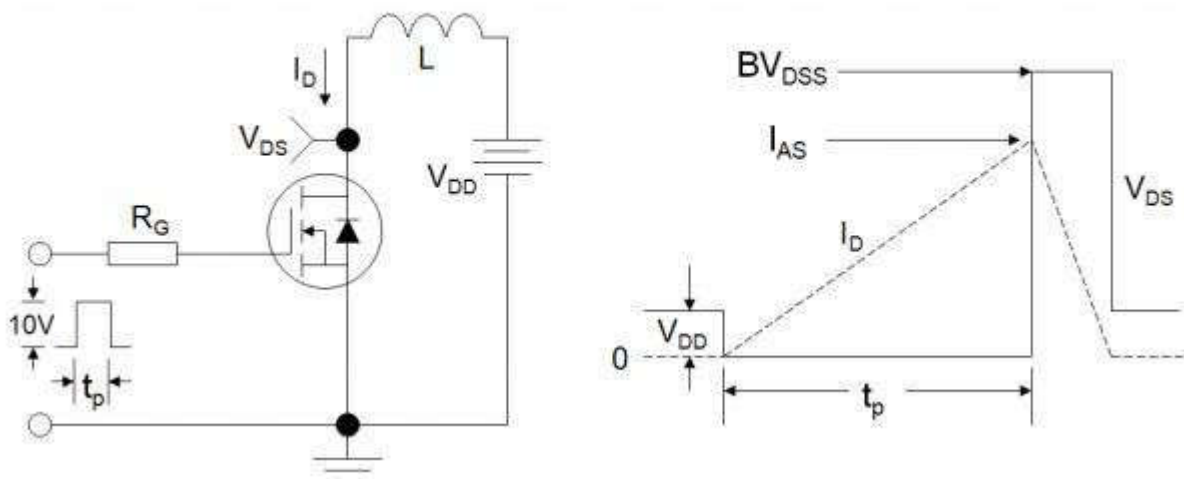 L
I_D
V_DS
V_DD
R_G
10V
t_p
BV_DSS
I_AS
V_DS
I_D
V_DD
0
t_p